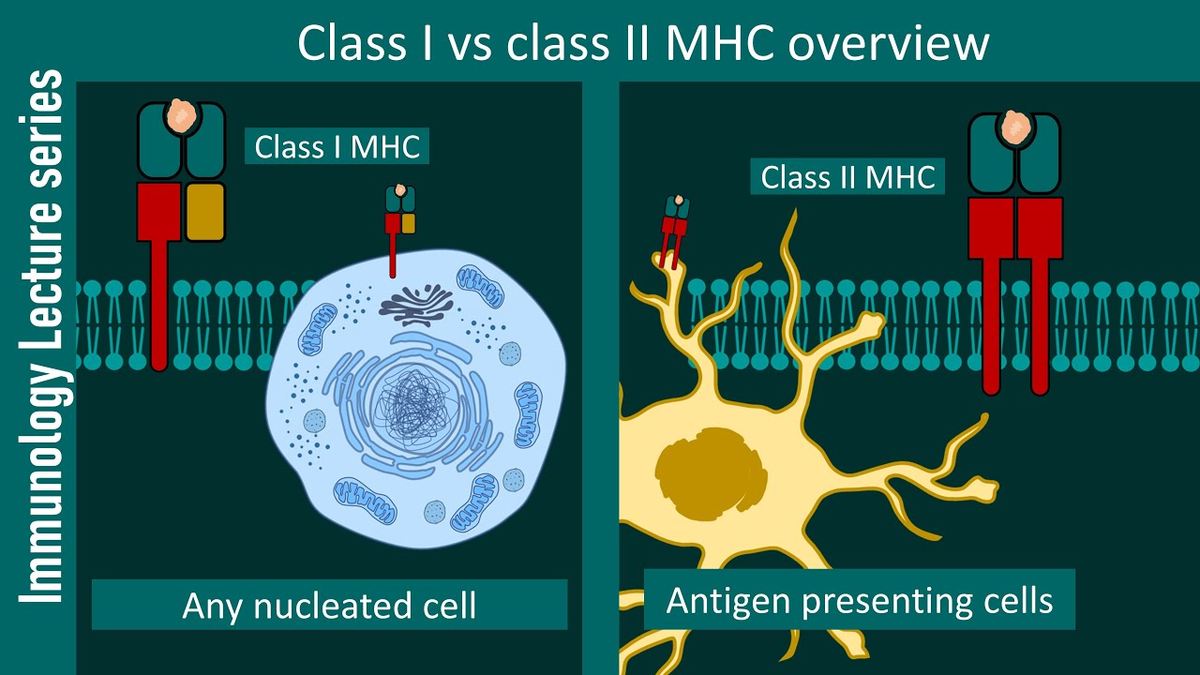 Class I vs class II MHC overview
Immunology Lecture series
Class I MHC
Class II MHC
Any nucleated cell
Antigen presenting cells